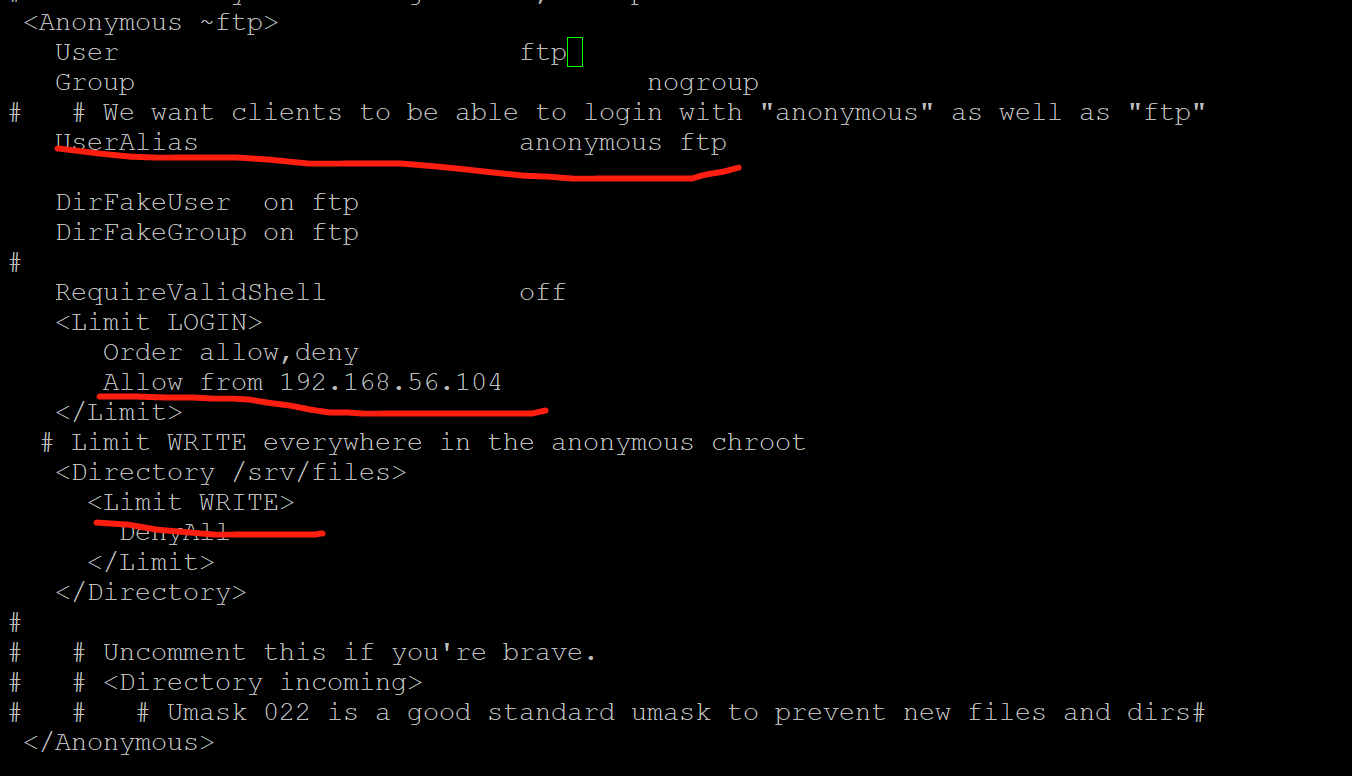 <Anonymous ~ftp>
User ftp
Group nogroup
# # We want clients to be able to login with "anonymous" as well as "ftp"
UserAlias anonymous ftp
DirFakeUser on ftp
DirFakeGroup on ftp
#
RequireValidShell off
<Limit LOGIN>
Order allow,deny
Allow from 192.168.56.104
</Limit>
# Limit WRITE everywhere in the anonymous chroot
<Directory /srv/files>
<Limit WRITE>
DenyAll
</Limit>
</Directory>
#
# # Uncomment this if you're brave.
# # <Directory incoming>
# # # Umask 022 is a good standard umask to prevent new files and dirs#
</Anonymous>